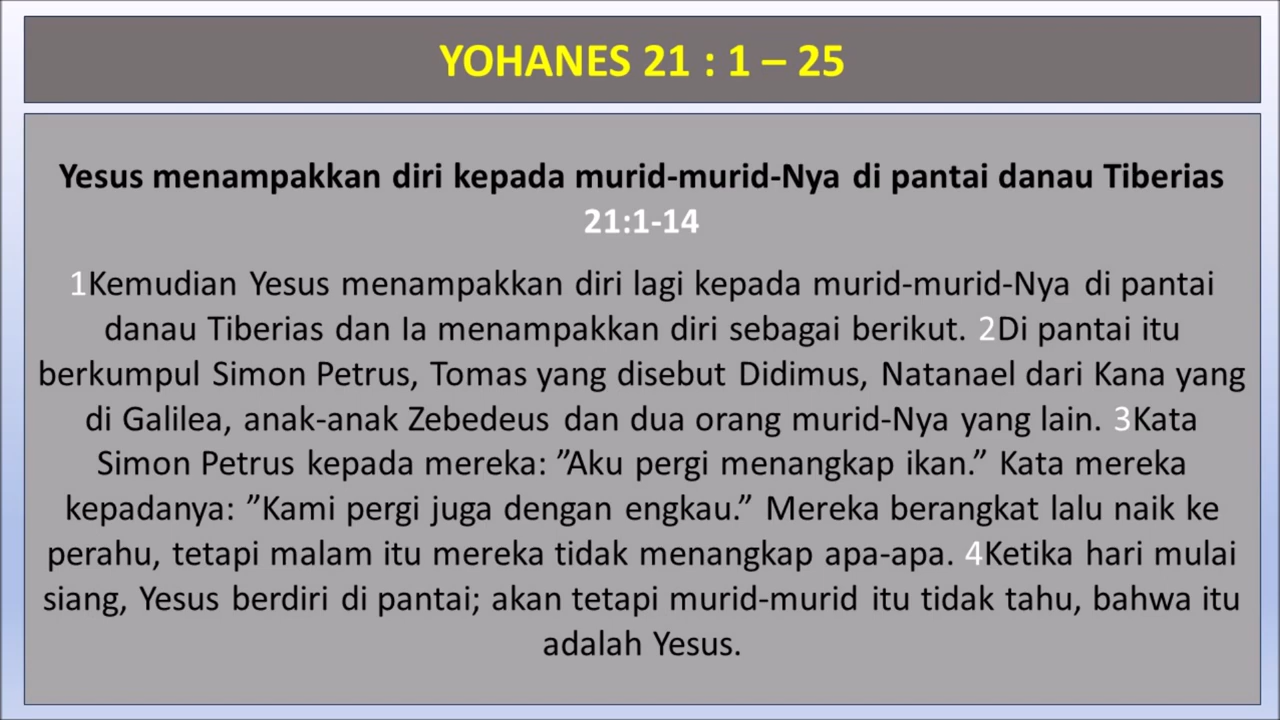 YOHANES 21 : 1 – 25
Yesus menampakkan diri kepada murid-murid-Nya di pantai danau Tiberias
21:1-14
1Kemudian Yesus menampakkan diri lagi kepada murid-murid-Nya di pantai
danau Tiberias dan Ia menampakkan diri sebagai berikut. 2Di pantai itu
berkumpul Simon Petrus, Tomas yang disebut Didimus, Natanael dari Kana yang
di Galilea, anak-anak Zebedeus dan dua orang murid-Nya yang lain. 3Kata
Simon Petrus kepada mereka: ”Aku pergi menangkap ikan.” Kata mereka
kepadanya: ”Kami pergi juga dengan engkau.” Mereka berangkat lalu naik ke
perahu, tetapi malam itu mereka tidak menangkap apa-apa. 4Ketika hari mulai
siang, Yesus berdiri di pantai; akan tetapi murid-murid itu tidak tahu, bahwa itu
adalah Yesus.